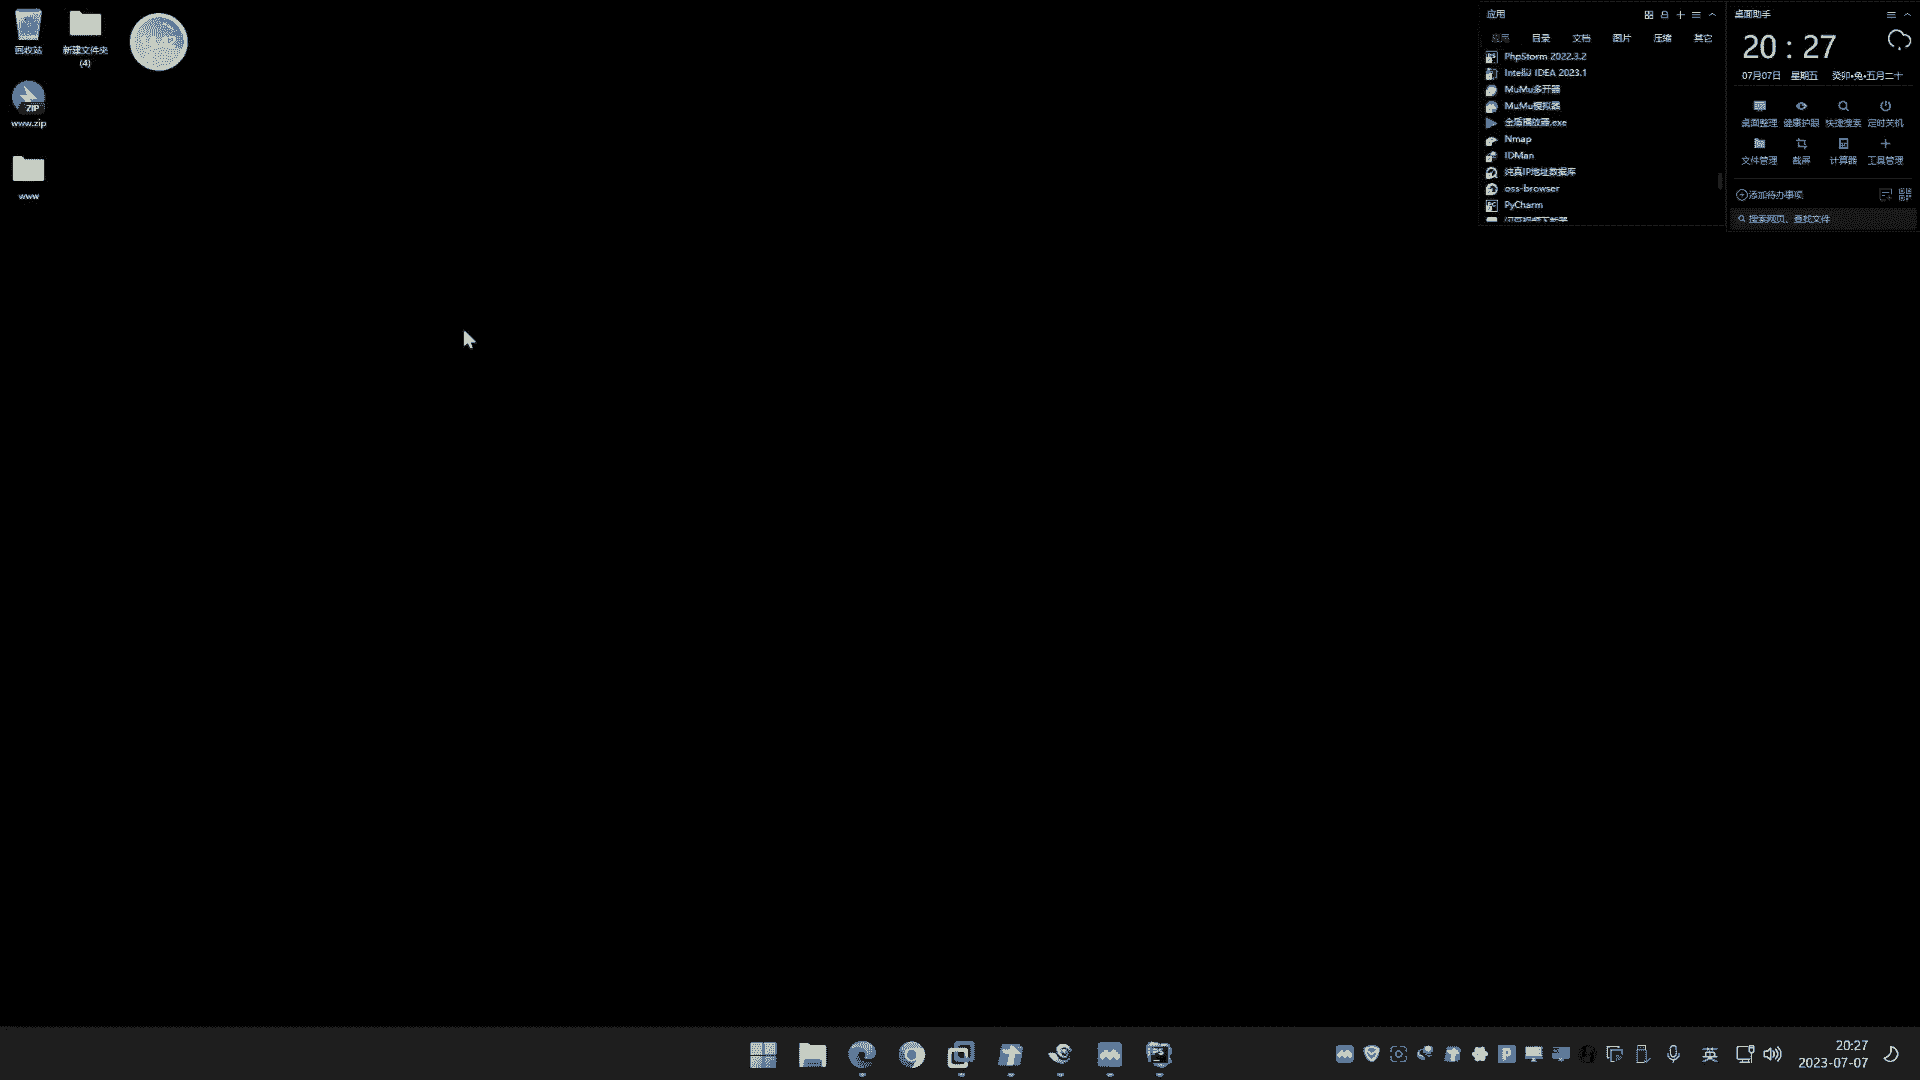 回收站
新建文件夹
(4)
ZIP
www.zip
www
应用
应用 目录 文档 图片 压缩 其它
PhpStorm 2022.3.2
IntelliJ IDEA 2023.1
MuMu多开器
MuMu模拟器
金盾播放器.exe
Nmap
IDMan
纯真IP地址数据库
oss-browser
PyCharm
桌面助手
20 : 27
07月07日 星期五 癸卯•兔•五月二十
桌面整理 健康护眼 快捷搜索 定时关机
文件管理 截屏 计算器 工具管理
添加待办事项
搜索网页、查找文件
英
20:27
2023-07-07